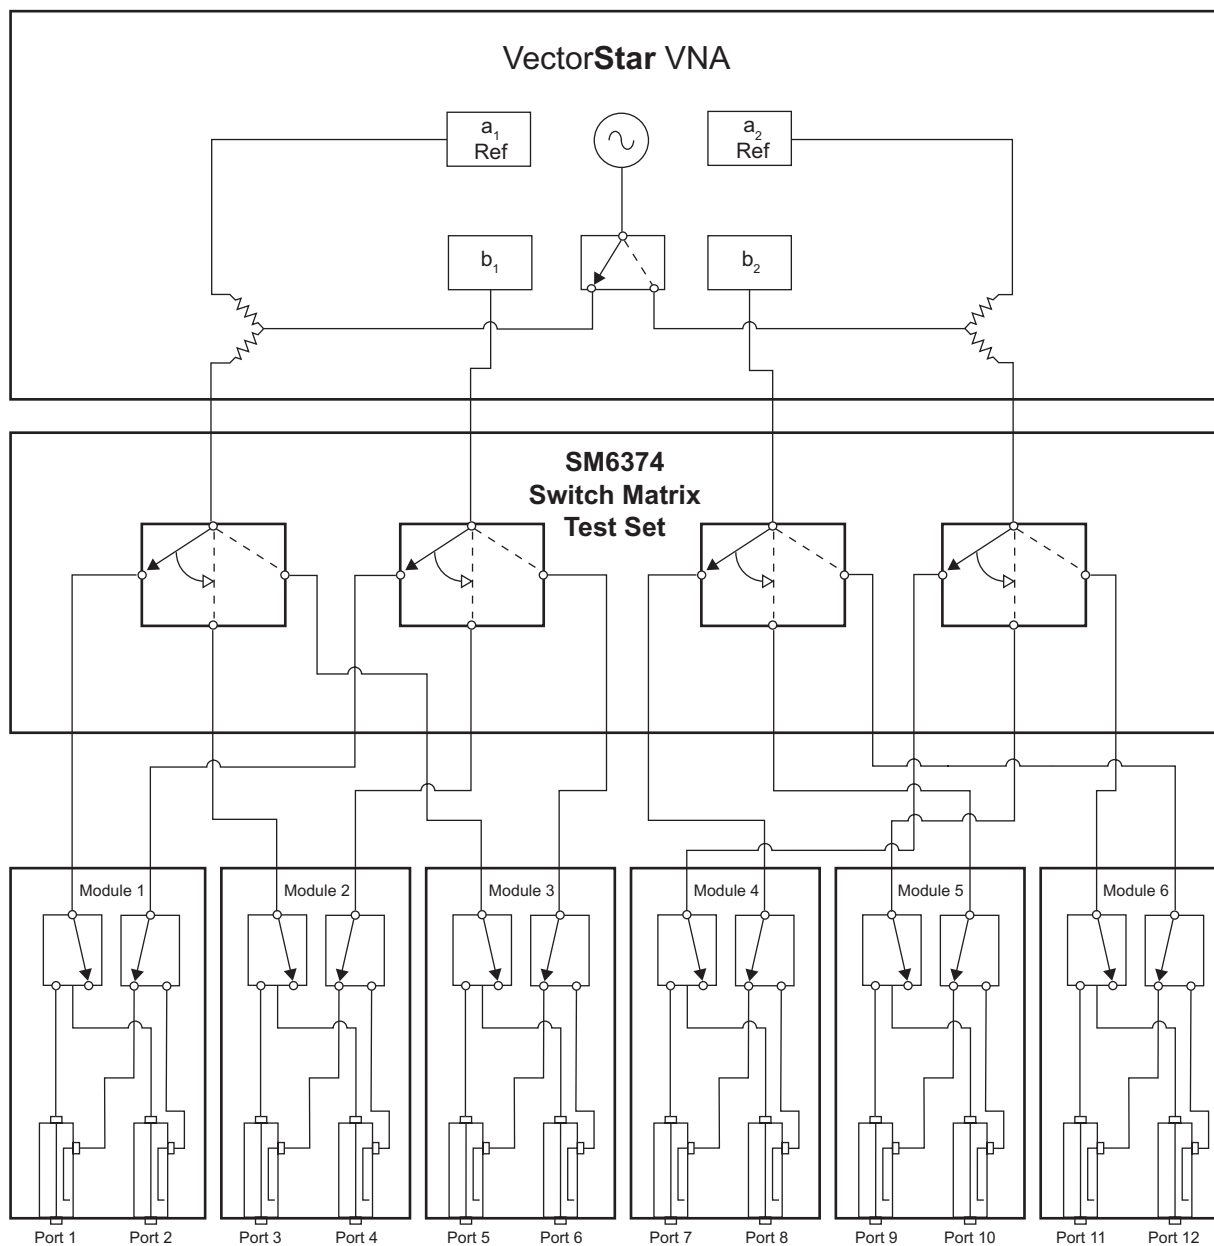 VectorStar VNA
a1
Ref
a2
Ref
b1
b2
SM6374
Switch Matrix
Test Set
Module 1
Module 2
Module 3
Module 4
Module 5
Module 6
Port 1
Port 2
Port 3
Port 4
Port 5
Port 6
Port 7
Port 8
Port 9
Port 10
Port 11
Port 12